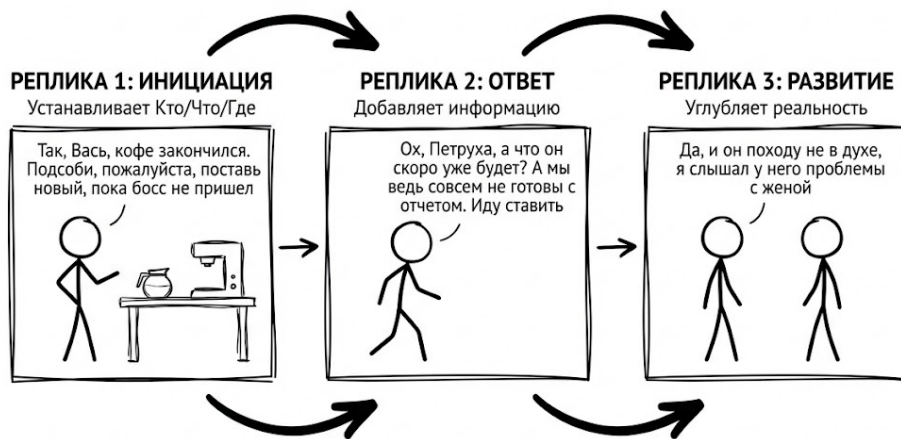 РЕПЛИКА 1: ИНИЦИАЦИЯ
Устанавливает Кто/Что/Где
Так, Вась, кофе закончился.
Подсоби, пожалуйста, поставь
новый, пока босс не пришел
РЕПЛИКА 2: ОТВЕТ
Добавляет информацию
Ох, Петруха, а что он
скоро уже будет? А мы
ведь совсем не готовы с
отчетом. Иду ставить
РЕПЛИКА 3: РАЗВИТИЕ
Углубляет реальность
Да, и он походу не в духе,
я слышал у него проблемы
с женой